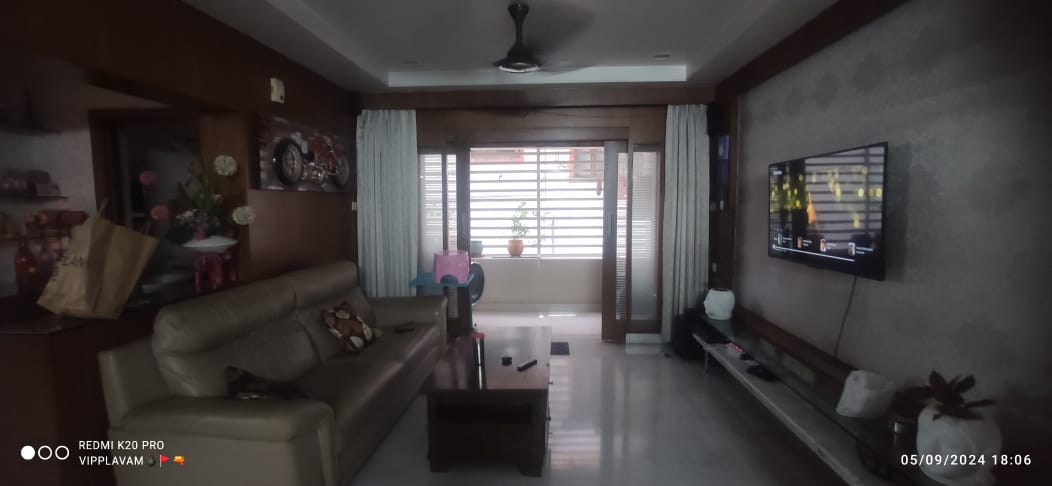 REDMI K20 PRO
VIPPLAVAM 💣🚩🔫
05/09/2024 18:06